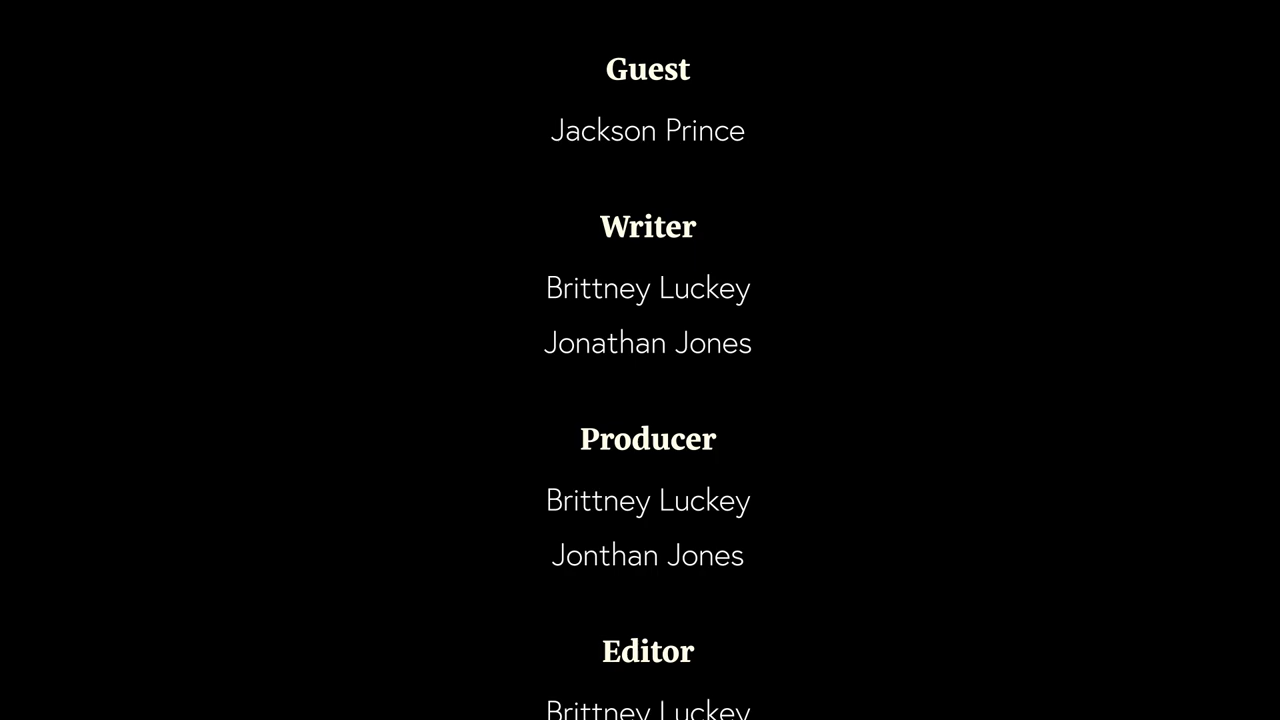 Guest
Jackson Prince
Writer
Brittney Luckey
Jonathan Jones
Producer
Brittney Luckey
Jonthan Jones
Editor
Brittney Luckey